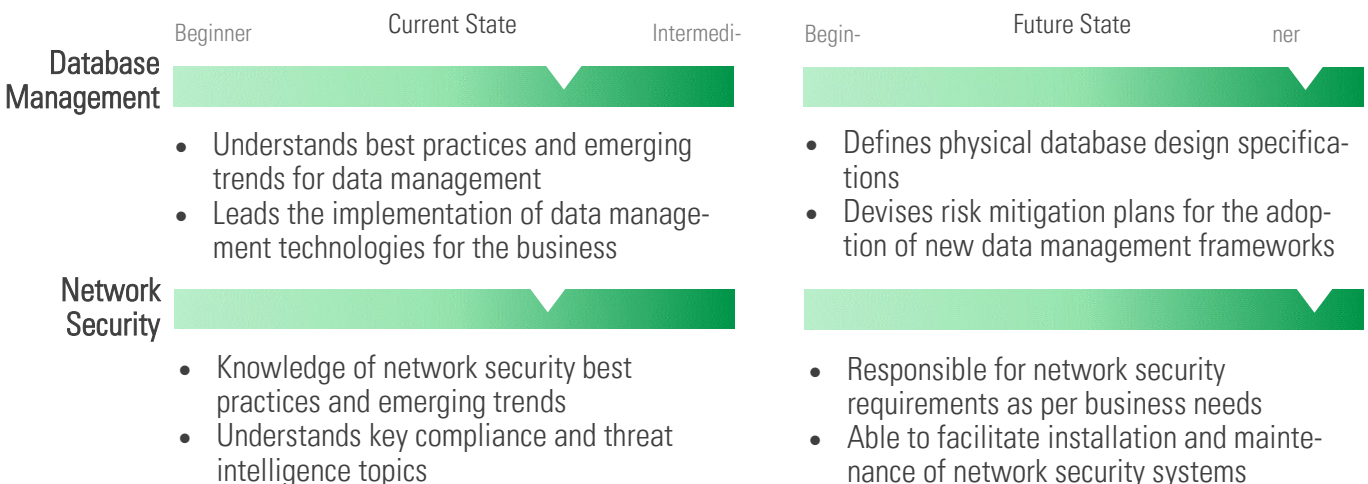 Beginner
Current State
Intermedi-
Begin-
Future State
ner
Database
Management
• Understands best practices and emerging
trends for data management
• Leads the implementation of data manage-
ment technologies for the business
• Defines physical database design specifica-
tions
• Devises risk mitigation plans for the adop-
tion of new data management frameworks
Network
Security
• Knowledge of network security best
practices and emerging trends
• Understands key compliance and threat
intelligence topics
• Responsible for network security
requirements as per business needs
• Able to facilitate installation and mainte-
nance of network security systems